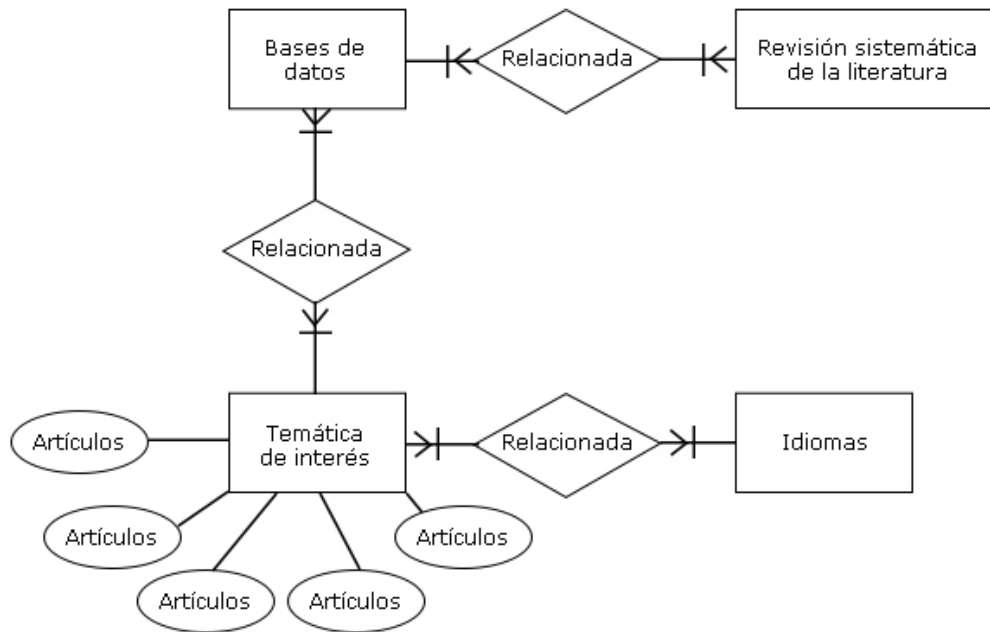 Bases de
datos
Relacionada
Revisión sistemática
de la literatura
Relacionada
Artículos
Temática
de interés
Relacionada
Idiomas
Artículos
Artículos
Artículos
Artículos